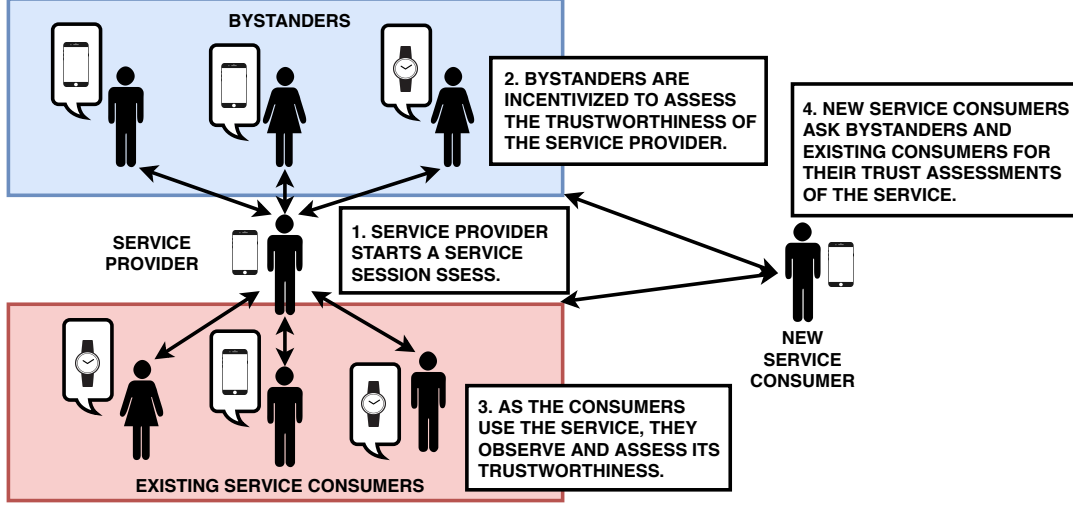 BYSTANDERS
2. BYSTANDERS ARE
INCENTIVIZED TO ASSESS
THE TRUSTWORTHINESS OF
THE SERVICE PROVIDER.
4. NEW SERVICE CONSUMERS
ASK BYSTANDERS AND
EXISTING CONSUMERS FOR
THEIR TRUST ASSESSMENTS
OF THE SERVICE.
SERVICE
PROVIDER
1. SERVICE PROVIDER
STARTS A SERVICE
SESSION SSESS.
NEW
SERVICE
CONSUMER
3. AS THE CONSUMERS
USE THE SERVICE, THEY
OBSERVE AND ASSESS ITS
TRUSTWORTHINESS.
EXISTING SERVICE CONSUMERS